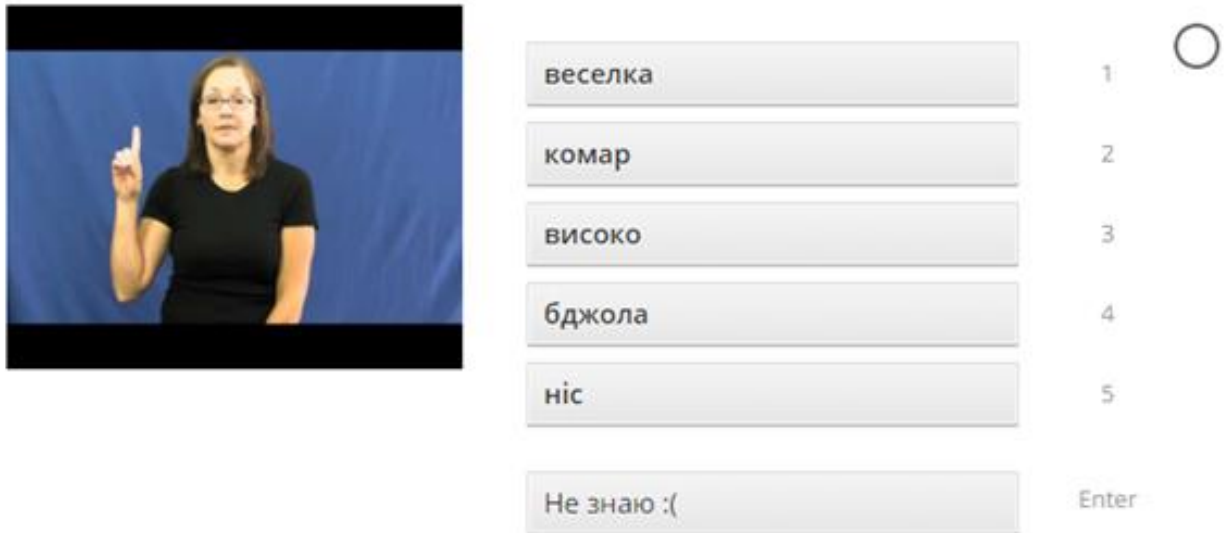 веселка
1
комар
2
високо
3
бджола
4
ніс
5
Не знаю :(
Enter